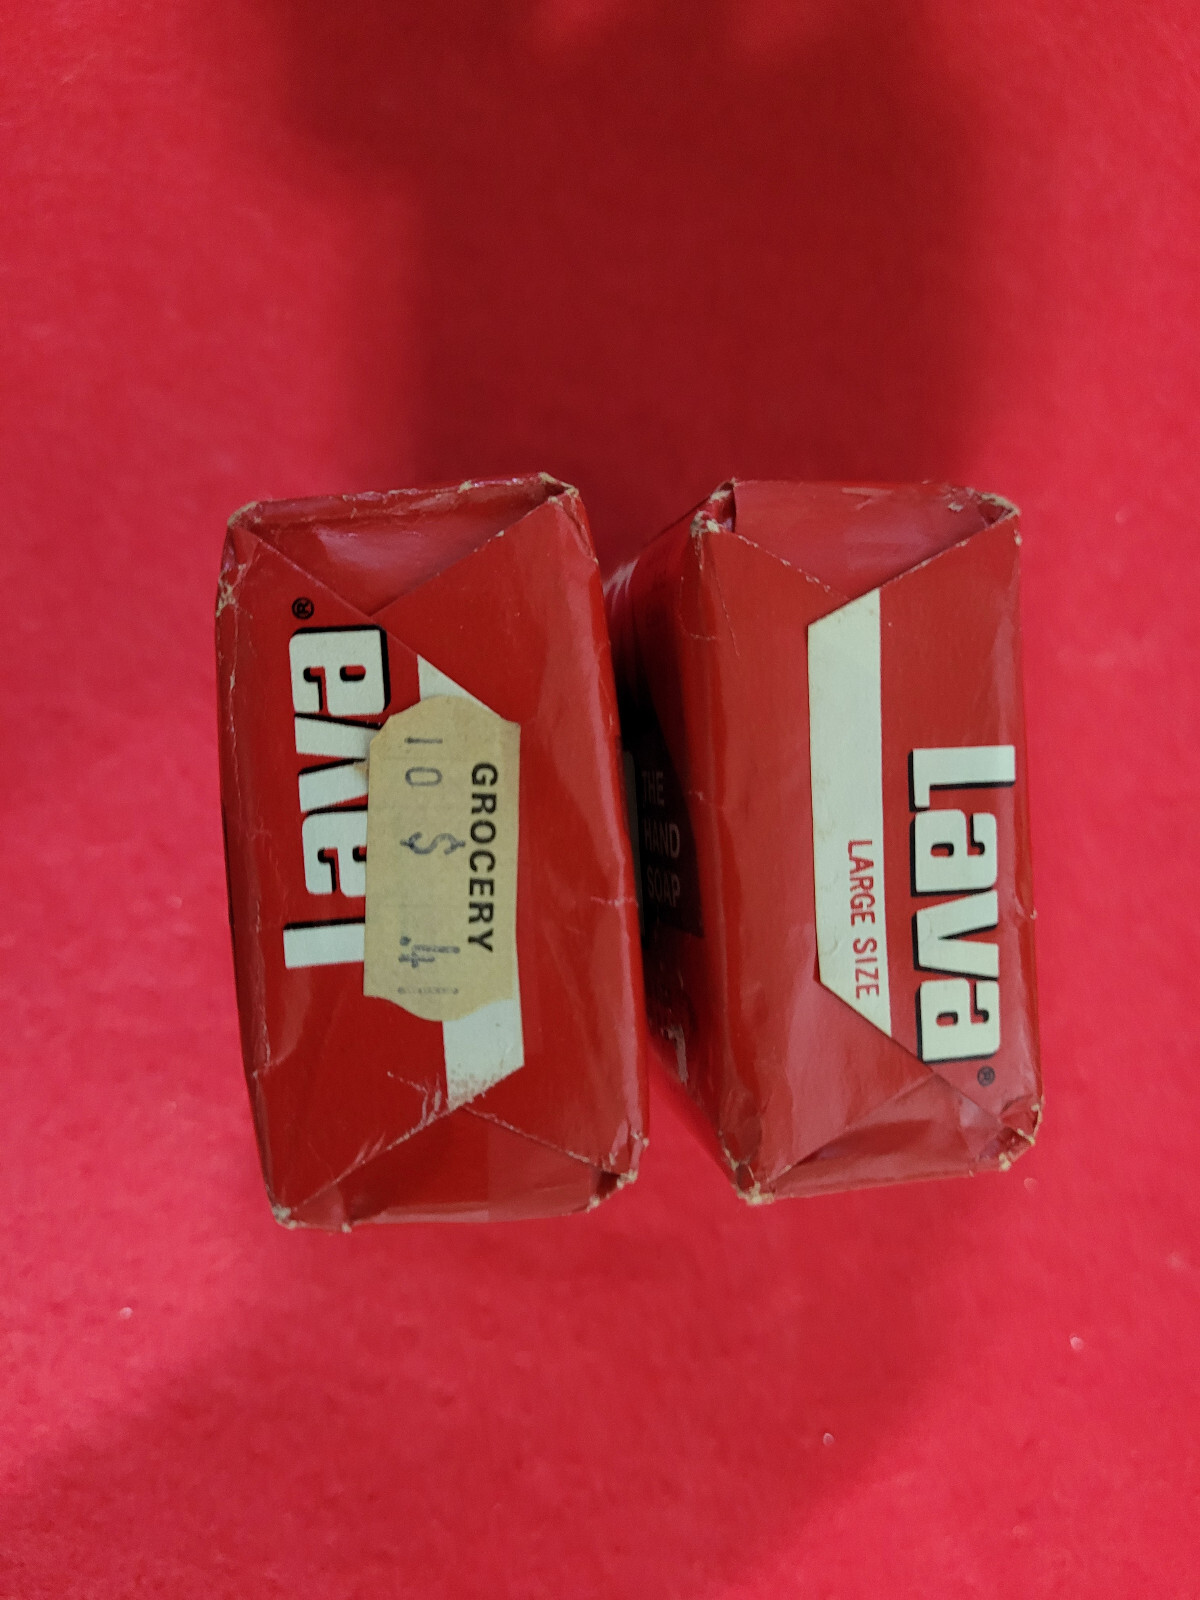 Lava®
GROCERY
10 $ .4
THE
HAND
SOAP
LARGE SIZE
Lava®